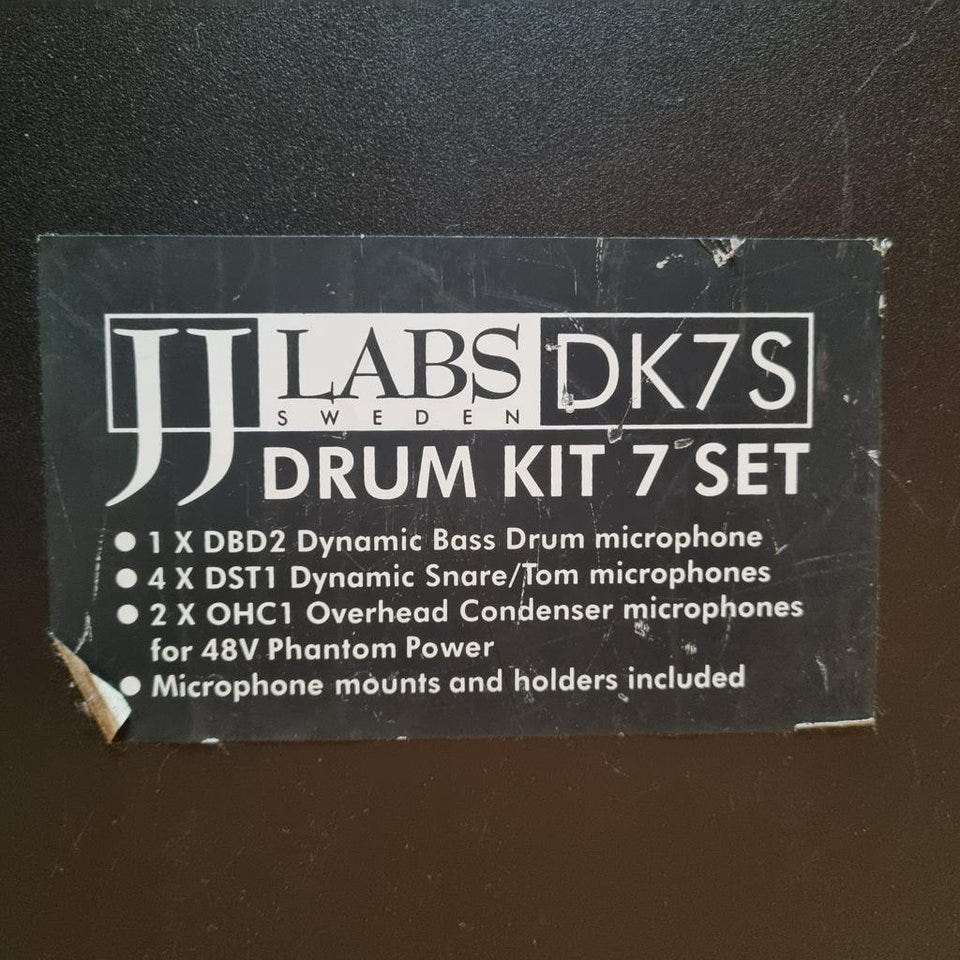 JJ LABS DK7S
SWEDEN
DRUM KIT 7 SET
● 1 X DBD2 Dynamic Bass Drum microphone
● 4 X DST1 Dynamic Snare/Tom microphones
● 2 X OHC1 Overhead Condenser microphones
for 48V Phantom Power
● Microphone mounts and holders included